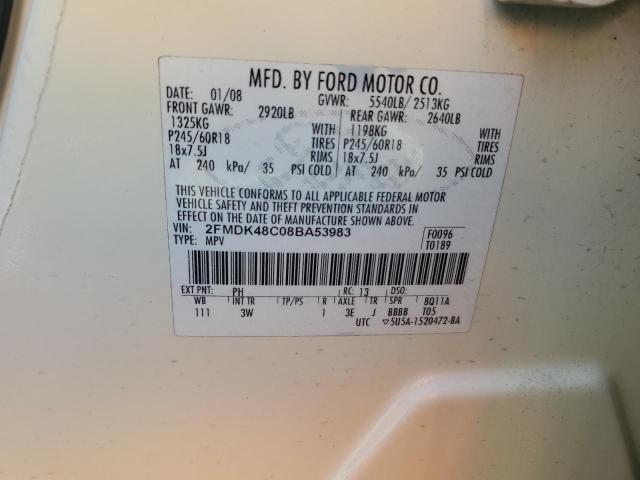 MFD. BY FORD MOTOR CO.
DATE: 01/08 GVWR: 5540LB/ 2513KG
FRONT GAWR: 2920LB REAR GAWR: 2640LB
1325KG WITH 1198KG WITH
P245/60R18 TIRES P245/60R18 TIRES
18x7.5J RIMS 18x7.5J RIMS
AT 240 kPa/ 35 PSI COLD AT 240 kPa/ 35 PSI COLD
THIS VEHICLE CONFORMS TO ALL APPLICABLE FEDERAL MOTOR
VEHICLE SAFETY AND THEFT PREVENTION STANDARDS IN
EFFECT ON THE DATE OF MANUFACTURE SHOWN ABOVE.
VIN: 2FMDK48C08BA53983 F0096
TYPE: MPV T0189
EXT PNT: PH RC: 13 DSO:
WB INT TR TP/PS R AXLE TR SPR 8Q11A
111 3W 1 3E J BBBB T05
UTC ▽5U5A-1520472-BA